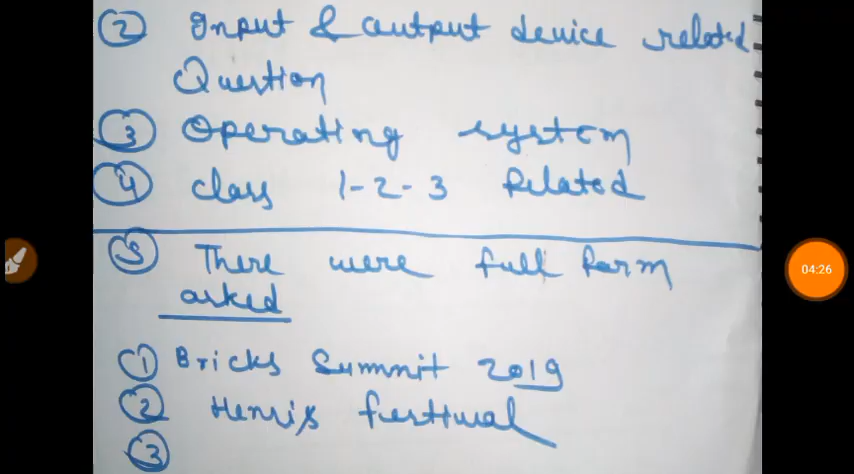 ② Input & output device related
Question
③ Operating system
④ class 1-2-3 Related
⑤ There were full form
asked
① Bricks Summit 2019
② Henris festival
③
04:26